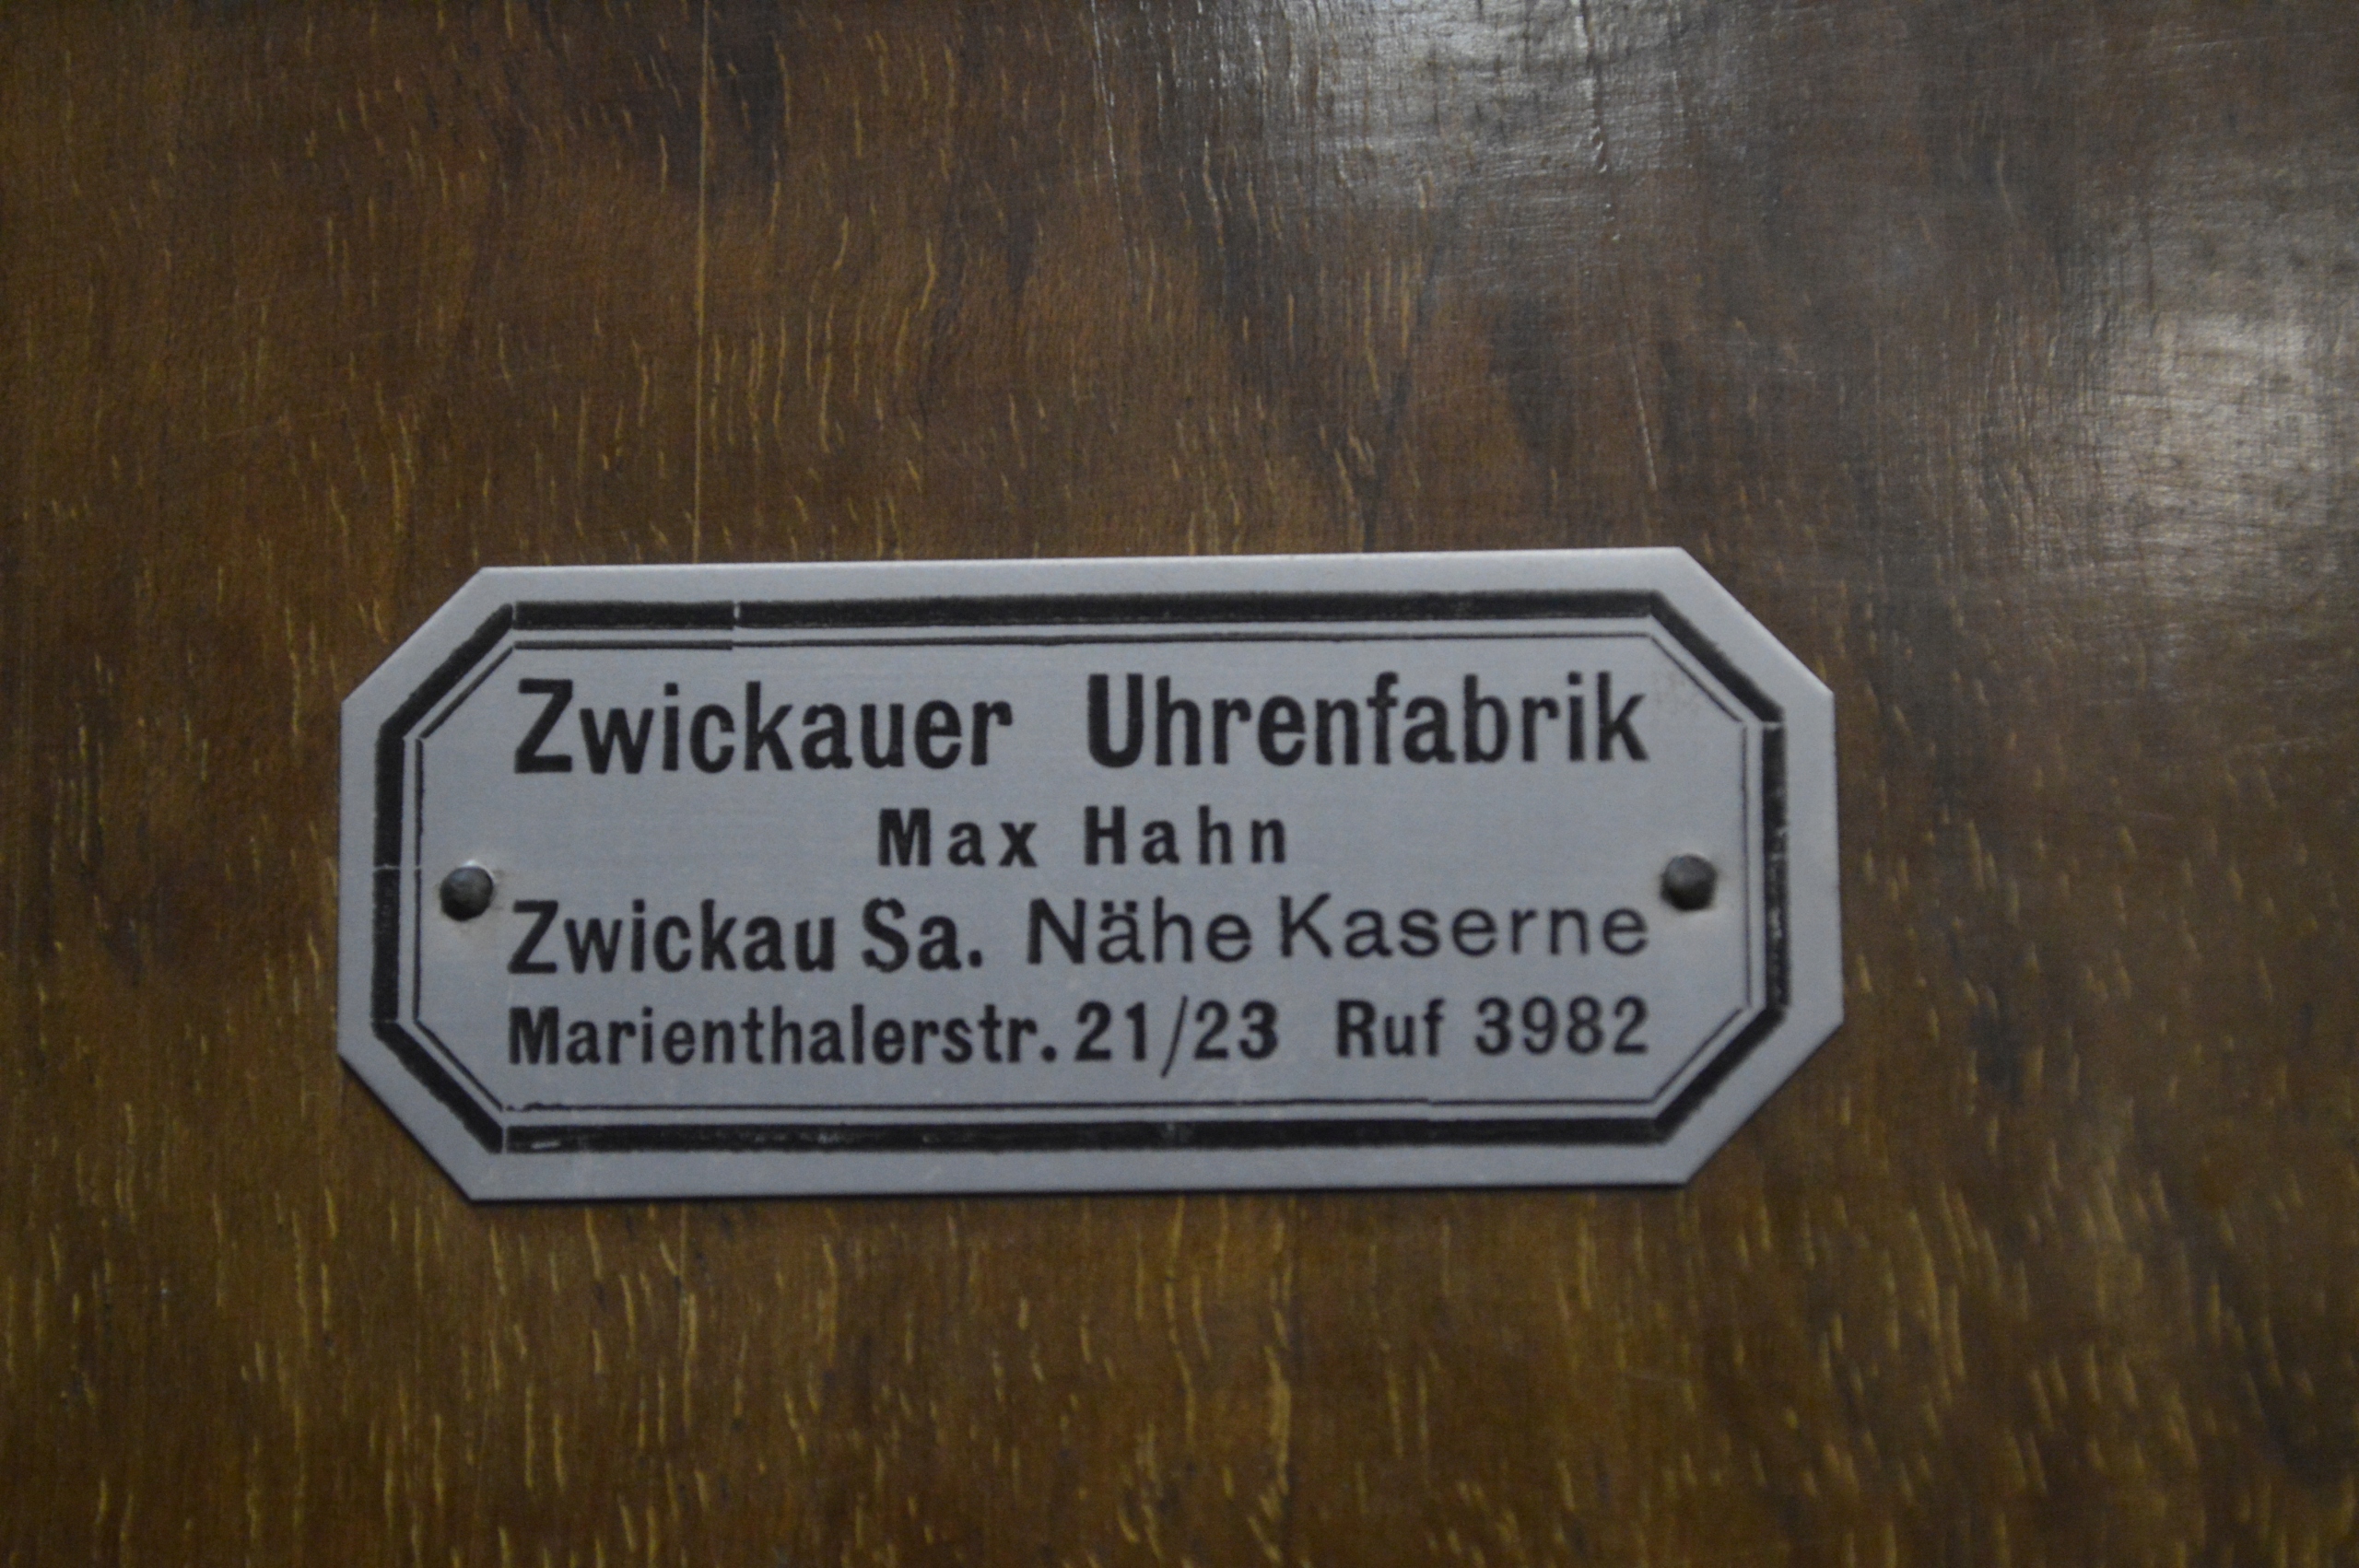 Zwickauer Uhrenfabrik
Max Hahn
Zwickau Sa. Nähe Kaserne
Marienthalerstr. 21/23 Ruf 3982